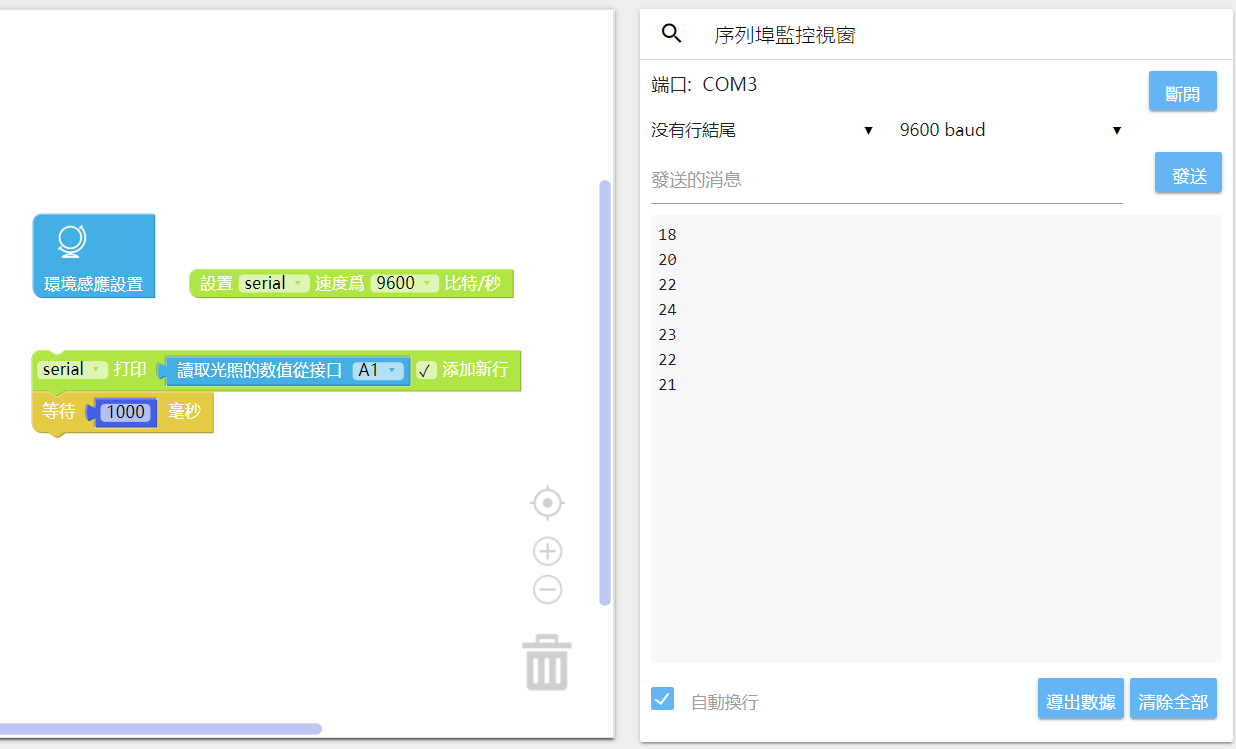 環境感應設置
設置 serial 速度爲 9600 比特/秒
serial 打印 讀取光照的数值從接口 A1 ✓ 添加新行
等待 1000 毫秒
序列埠監控視窗
端口: COM3
斷開
没有行結尾 9600 baud
發送的消息
發送
18
20
22
24
23
22
21
自動換行
導出數據
清除全部